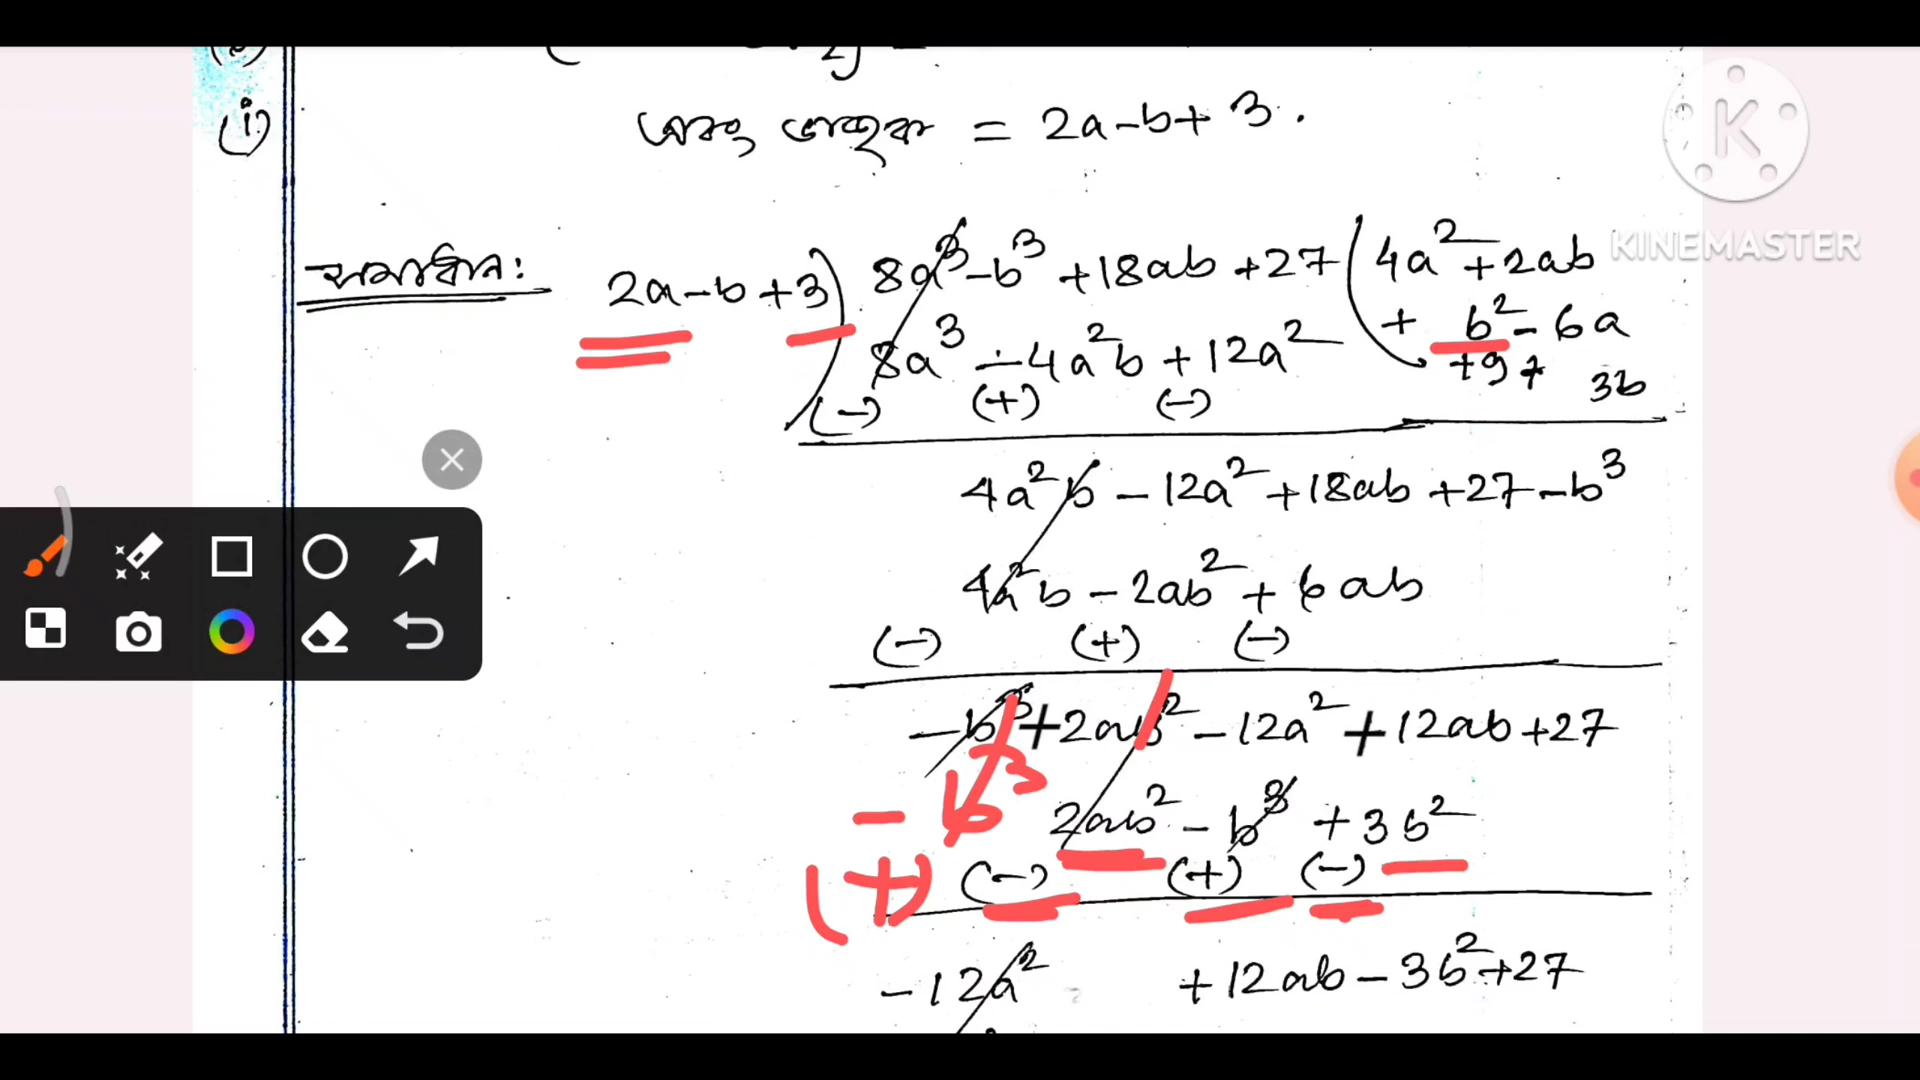 (i)
এবং ভাজক = 2a-b+3.
সমাধান:
2a-b+3) 8a³-b³+18ab+27 (4a²+2ab
+ b²-6a
+9+ 3b
8a³-4a²b+12a²
(-) (+) (-)
4a²b-12a²+18ab+27-b³
4a²b-2ab²+6ab
(-) (+) (-)
-b³+2ab²-12a²+12ab+27
-b³
2ab²-b³+3b²
(+) (-) (+) (-)
-12a² +12ab-3b²+27
K
KINEMASTER